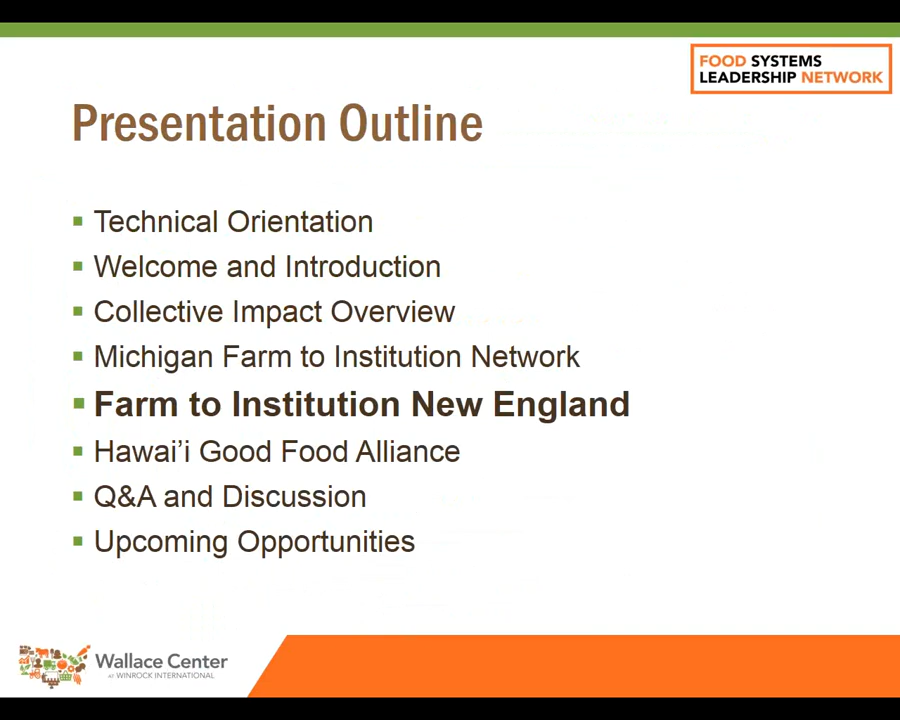 FOOD SYSTEMS
LEADERSHIP NETWORK
Presentation Outline
Technical Orientation
Welcome and Introduction
Collective Impact Overview
Michigan Farm to Institution Network
Farm to Institution New England
Hawai’i Good Food Alliance
Q&A and Discussion
Upcoming Opportunities
Wallace Center
AT WINROCK INTERNATIONAL